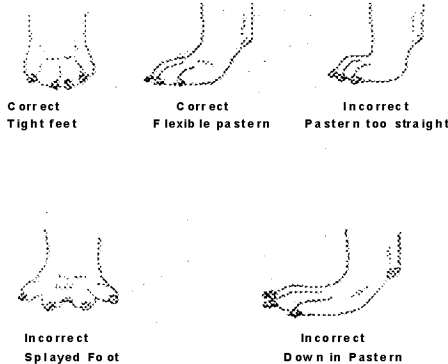 Correct
Tight feet
Correct
Flexible pastern
Incorrect
Pastern too straight
Incorrect
Splayed Foot
Incorrect
Down in Pastern